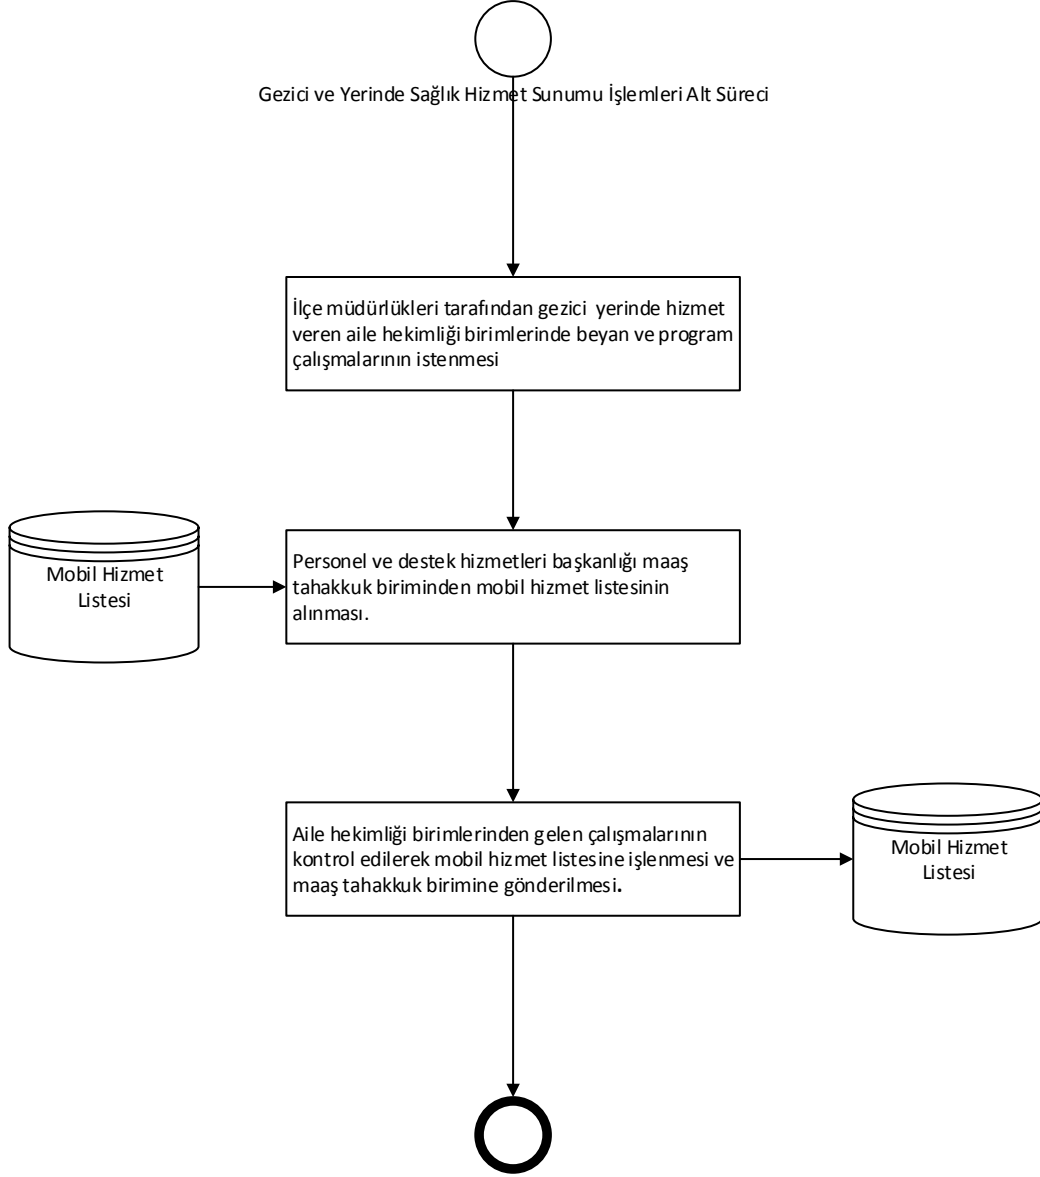 Gezici ve Yerinde Sağlık Hizmet Sunumu İşlemleri Alt Süreci
İlçe müdürlükleri tarafından gezici  yerinde hizmet
veren aile hekimliği birimlerinde beyan ve program
çalışmalarının istenmesi
Mobil Hizmet
Listesi
Personel ve destek hizmetleri başkanlığı maaş
tahakkuk biriminden mobil hizmet listesinin
alınması.
Aile hekimliği birimlerinden gelen çalışmalarının
kontrol edilerek mobil hizmet listesine işlenmesi ve
maaş tahakkuk birimine gönderilmesi.
Mobil Hizmet
Listesi